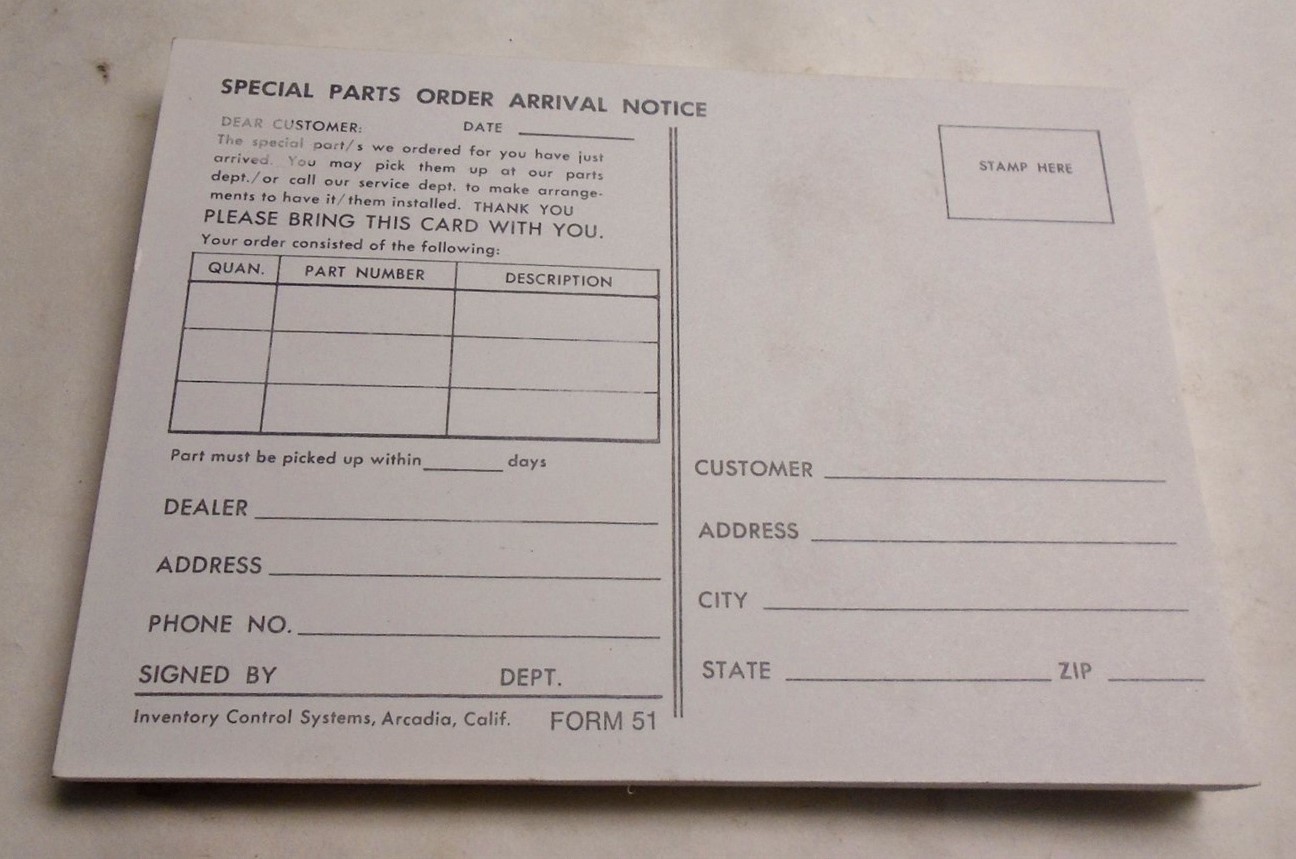 SPECIAL PARTS ORDER ARRIVAL NOTICE
DEAR CUSTOMER: DATE
The special part/s we ordered for you have just
arrived. You may pick them up at our parts
dept./or call our service dept. to make arrange-
ments to have it/them installed. THANK YOU
PLEASE BRING THIS CARD WITH YOU.
Your order consisted of the following:
QUAN. PART NUMBER DESCRIPTION
Part must be picked up within days
DEALER
ADDRESS
PHONE NO.
SIGNED BY DEPT.
Inventory Control Systems, Arcadia, Calif. FORM 51
STAMP HERE
CUSTOMER
ADDRESS
CITY
STATE ZIP